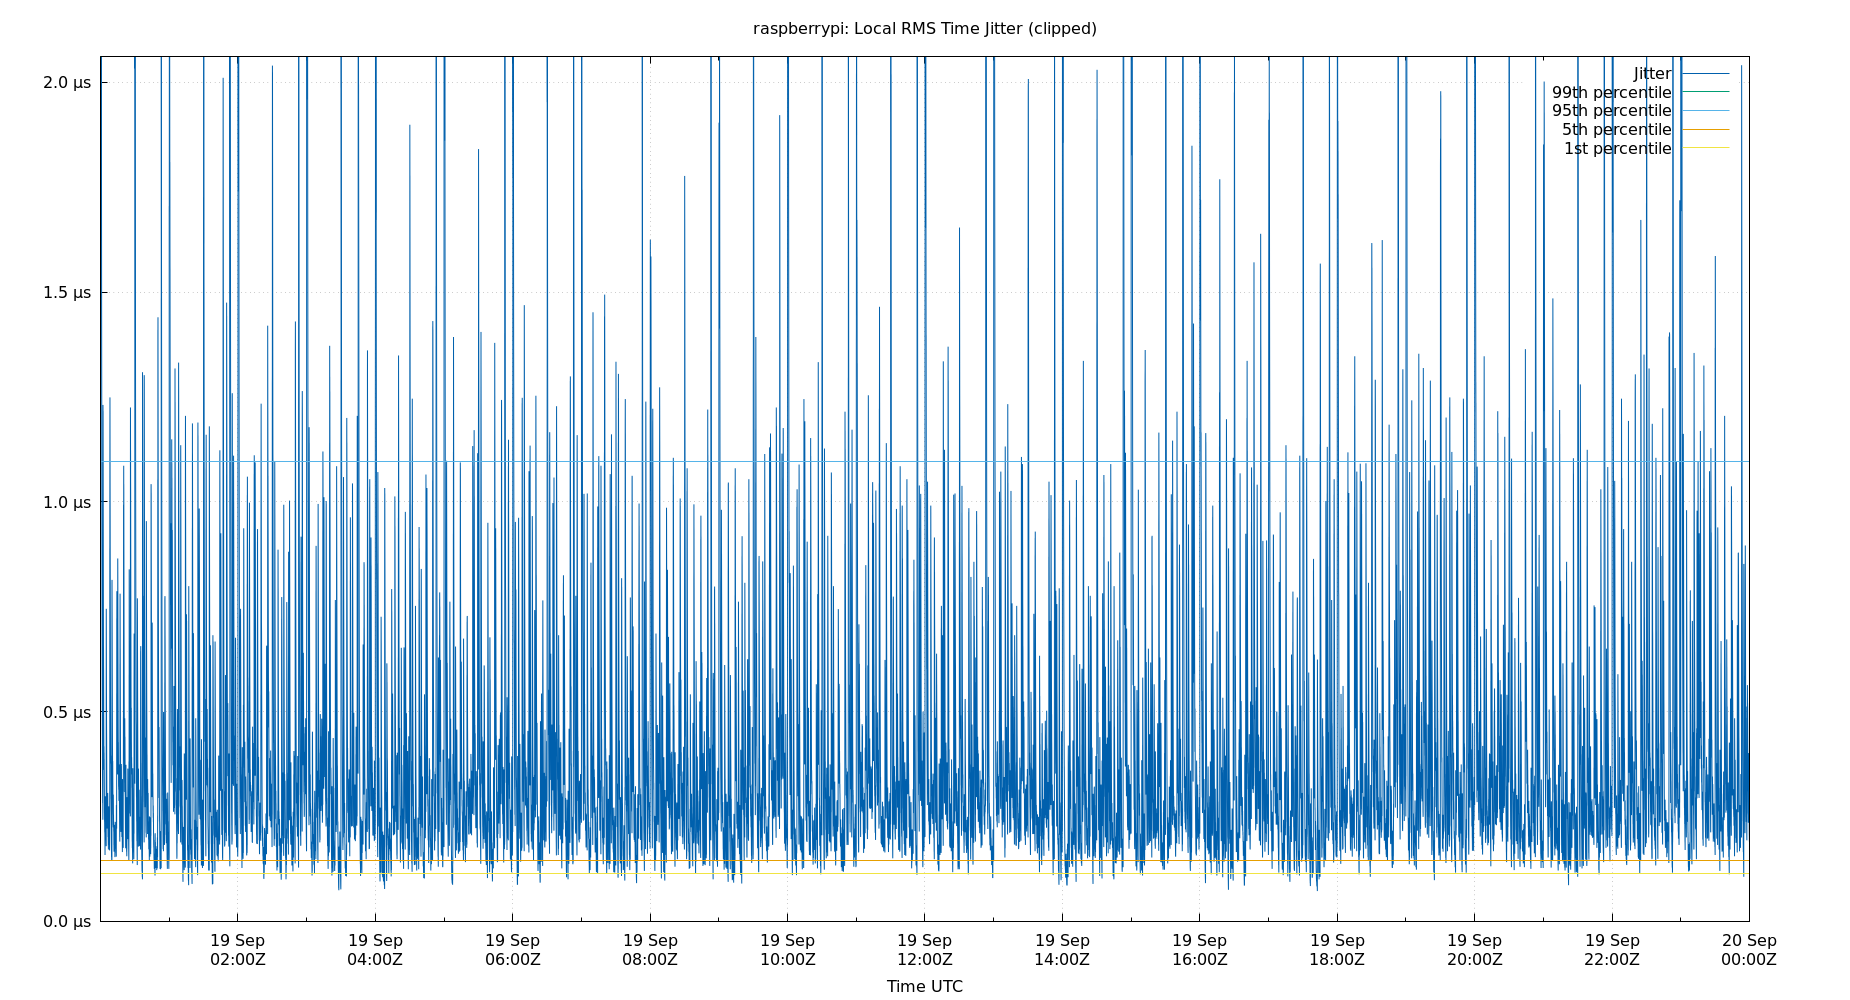 raspberrypi: Local RMS Time Jitter (clipped)
2.0 µs
1.5 µs
1.0 µs
0.5 µs
0.0 µs
Jitter
99th percentile
95th percentile
5th percentile
1st percentile
19 Sep 02:00Z
19 Sep 04:00Z
19 Sep 06:00Z
19 Sep 08:00Z
19 Sep 10:00Z
19 Sep 12:00Z
19 Sep 14:00Z
19 Sep 16:00Z
19 Sep 18:00Z
19 Sep 20:00Z
19 Sep 22:00Z
20 Sep 00:00Z
Time UTC